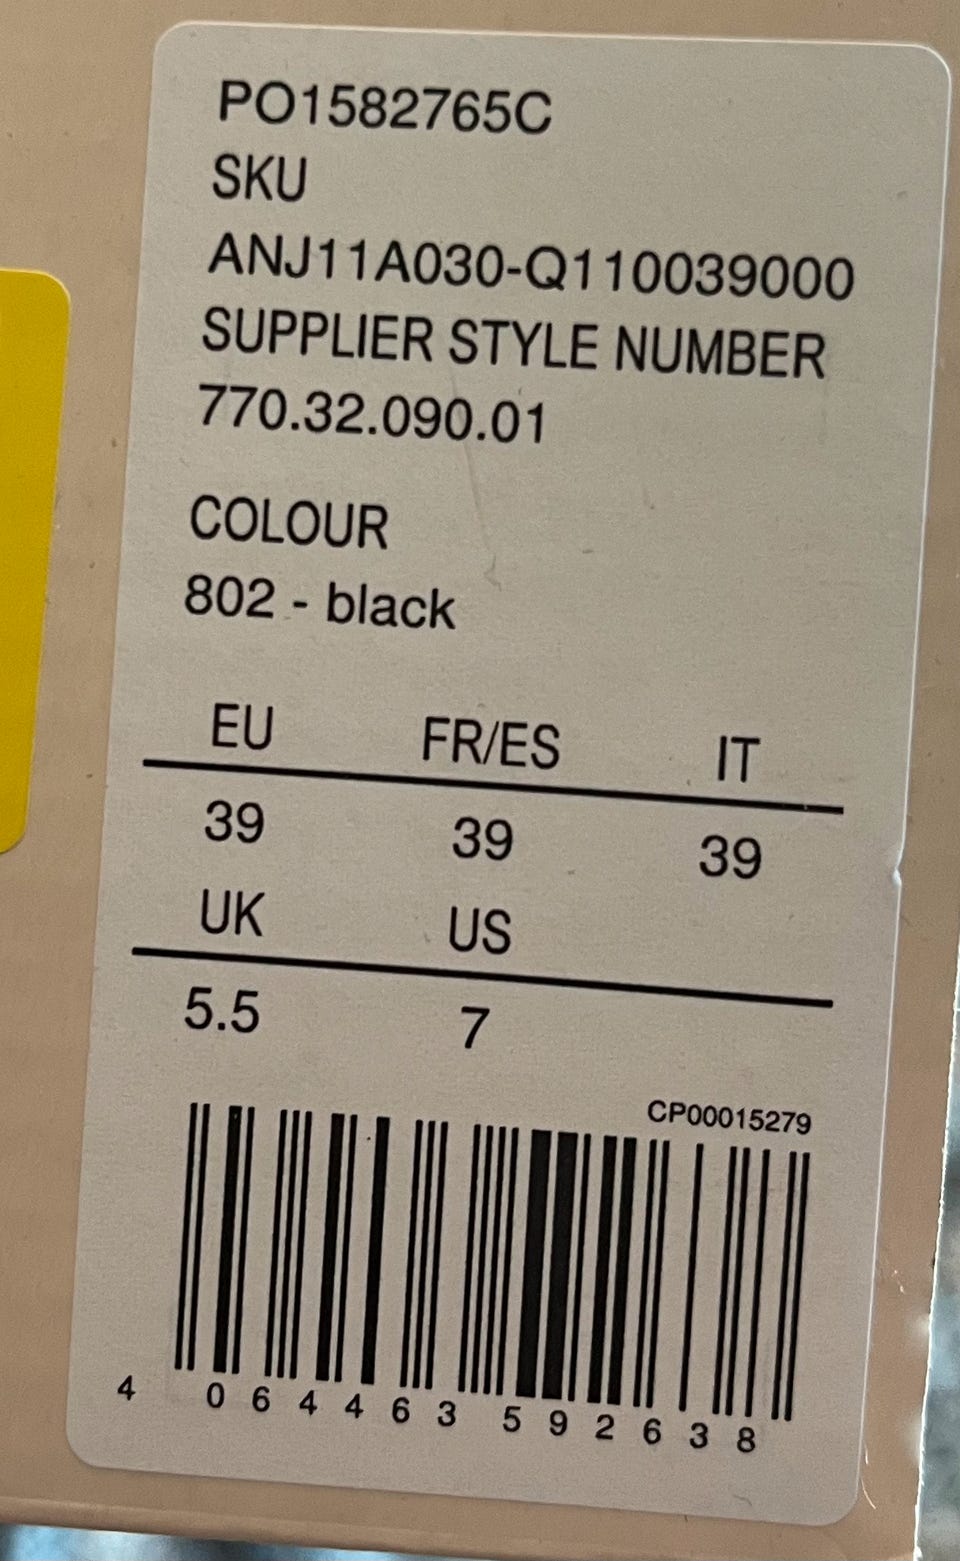 PO1582765C
SKU
ANJ11A030-Q110039000
SUPPLIER STYLE NUMBER
770.32.090.01
COLOUR
802 - black
EU FR/ES IT
39 39 39
UK US
5.5 7
CP00015279
4 064463 592638